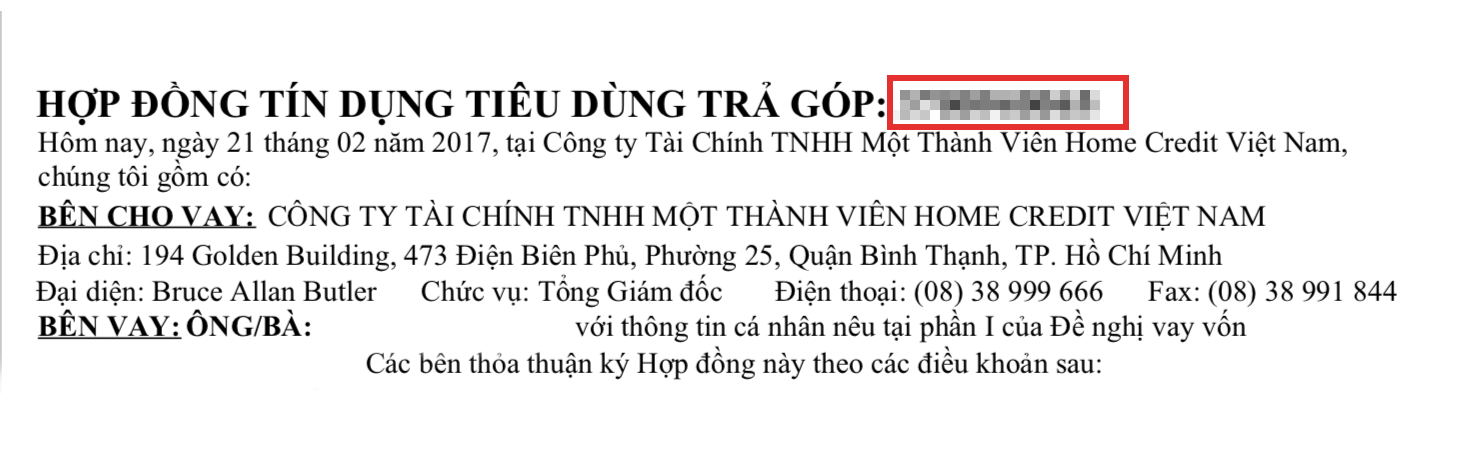 HỢP ĐỒNG TÍN DỤNG TIÊU DÙNG TRẢ GÓP:
Hôm nay, ngày 21 tháng 02 năm 2017, tại Công ty Tài Chính TNHH Một Thành Viên Home Credit Việt Nam,
chúng tôi gồm có:
BÊN CHO VAY: CÔNG TY TÀI CHÍNH TNHH MỘT THÀNH VIÊN HOME CREDIT VIỆT NAM
Địa chỉ: 194 Golden Building, 473 Điện Biên Phủ, Phường 25, Quận Bình Thạnh, TP. Hồ Chí Minh
Đại diện: Bruce Allan Butler Chức vụ: Tổng Giám đốc Điện thoại: (08) 38 999 666 Fax: (08) 38 991 844
BÊN VAY: ÔNG/BÀ: với thông tin cá nhân nêu tại phần I của Đề nghị vay vốn
Các bên thỏa thuận ký Hợp đồng này theo các điều khoản sau: